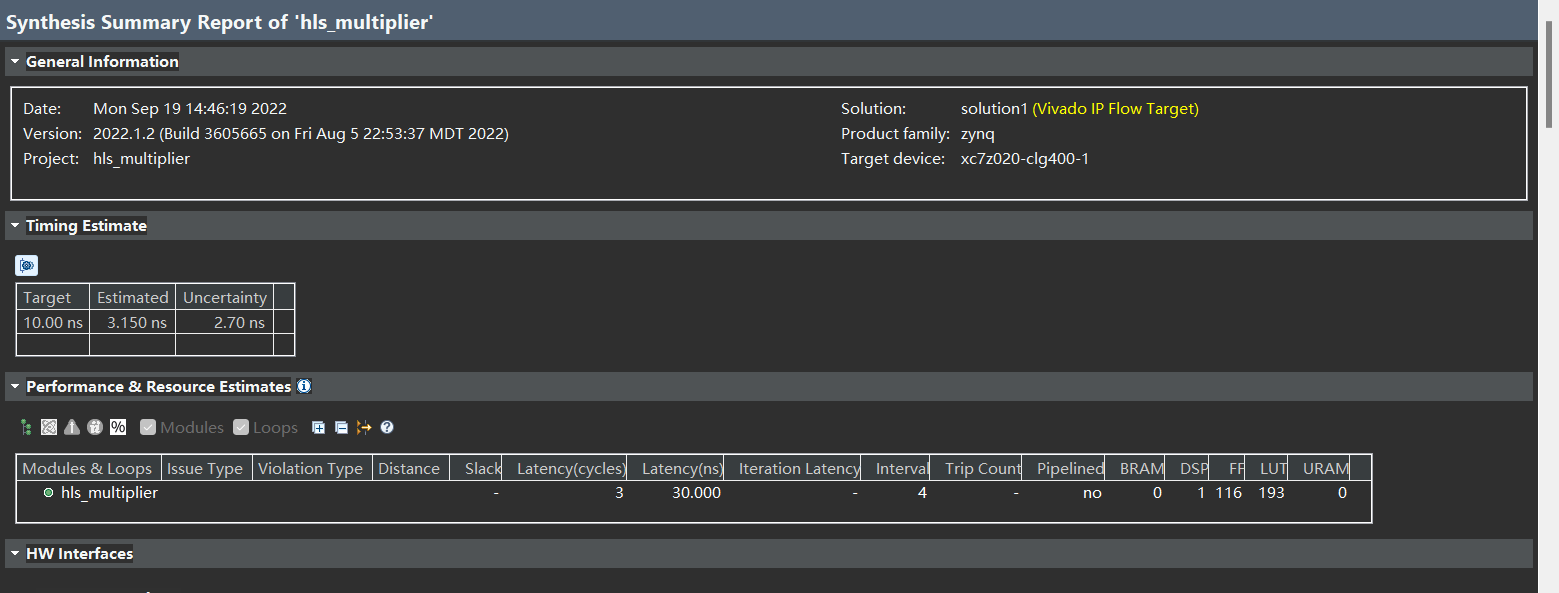 Synthesis Summary Report of 'hls_multiplier'
General Information
Date: Mon Sep 19 14:46:19 2022 Solution: solution1 (Vivado IP Flow Target)
Version: 2022.1.2 (Build 3605665 on Fri Aug 5 22:53:37 MDT 2022) Product family: zynq
Project: hls_multiplier Target device: xc7z020-clg400-1
Timing Estimate
Target Estimated Uncertainty
10.00 ns 3.150 ns 2.70 ns
Performance & Resource Estimates
% Modules Loops
Modules & Loops Issue Type Violation Type Distance Slack Latency(cycles) Latency(ns) Iteration Latency Interval Trip Count Pipelined BRAM DSP FF LUT URAM
hls_multiplier - 3 30.000 - 4 - no 0 1 116 193 0
HW Interfaces